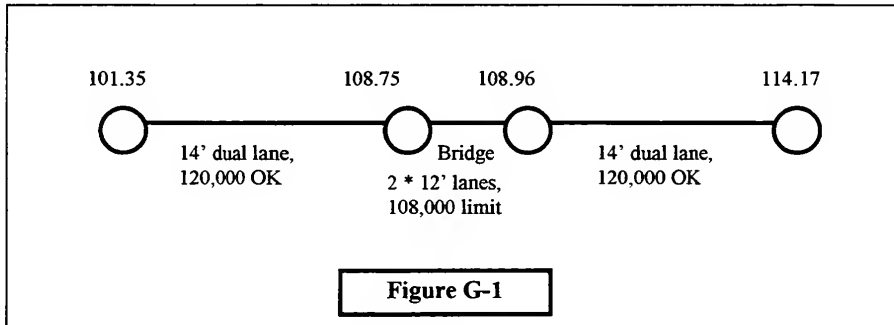 101.35 108.75 108.96 114.17
14' dual lane, Bridge 14' dual lane,
120,000 OK 2 * 12' lanes, 120,000 OK
108,000 limit
Figure G-1